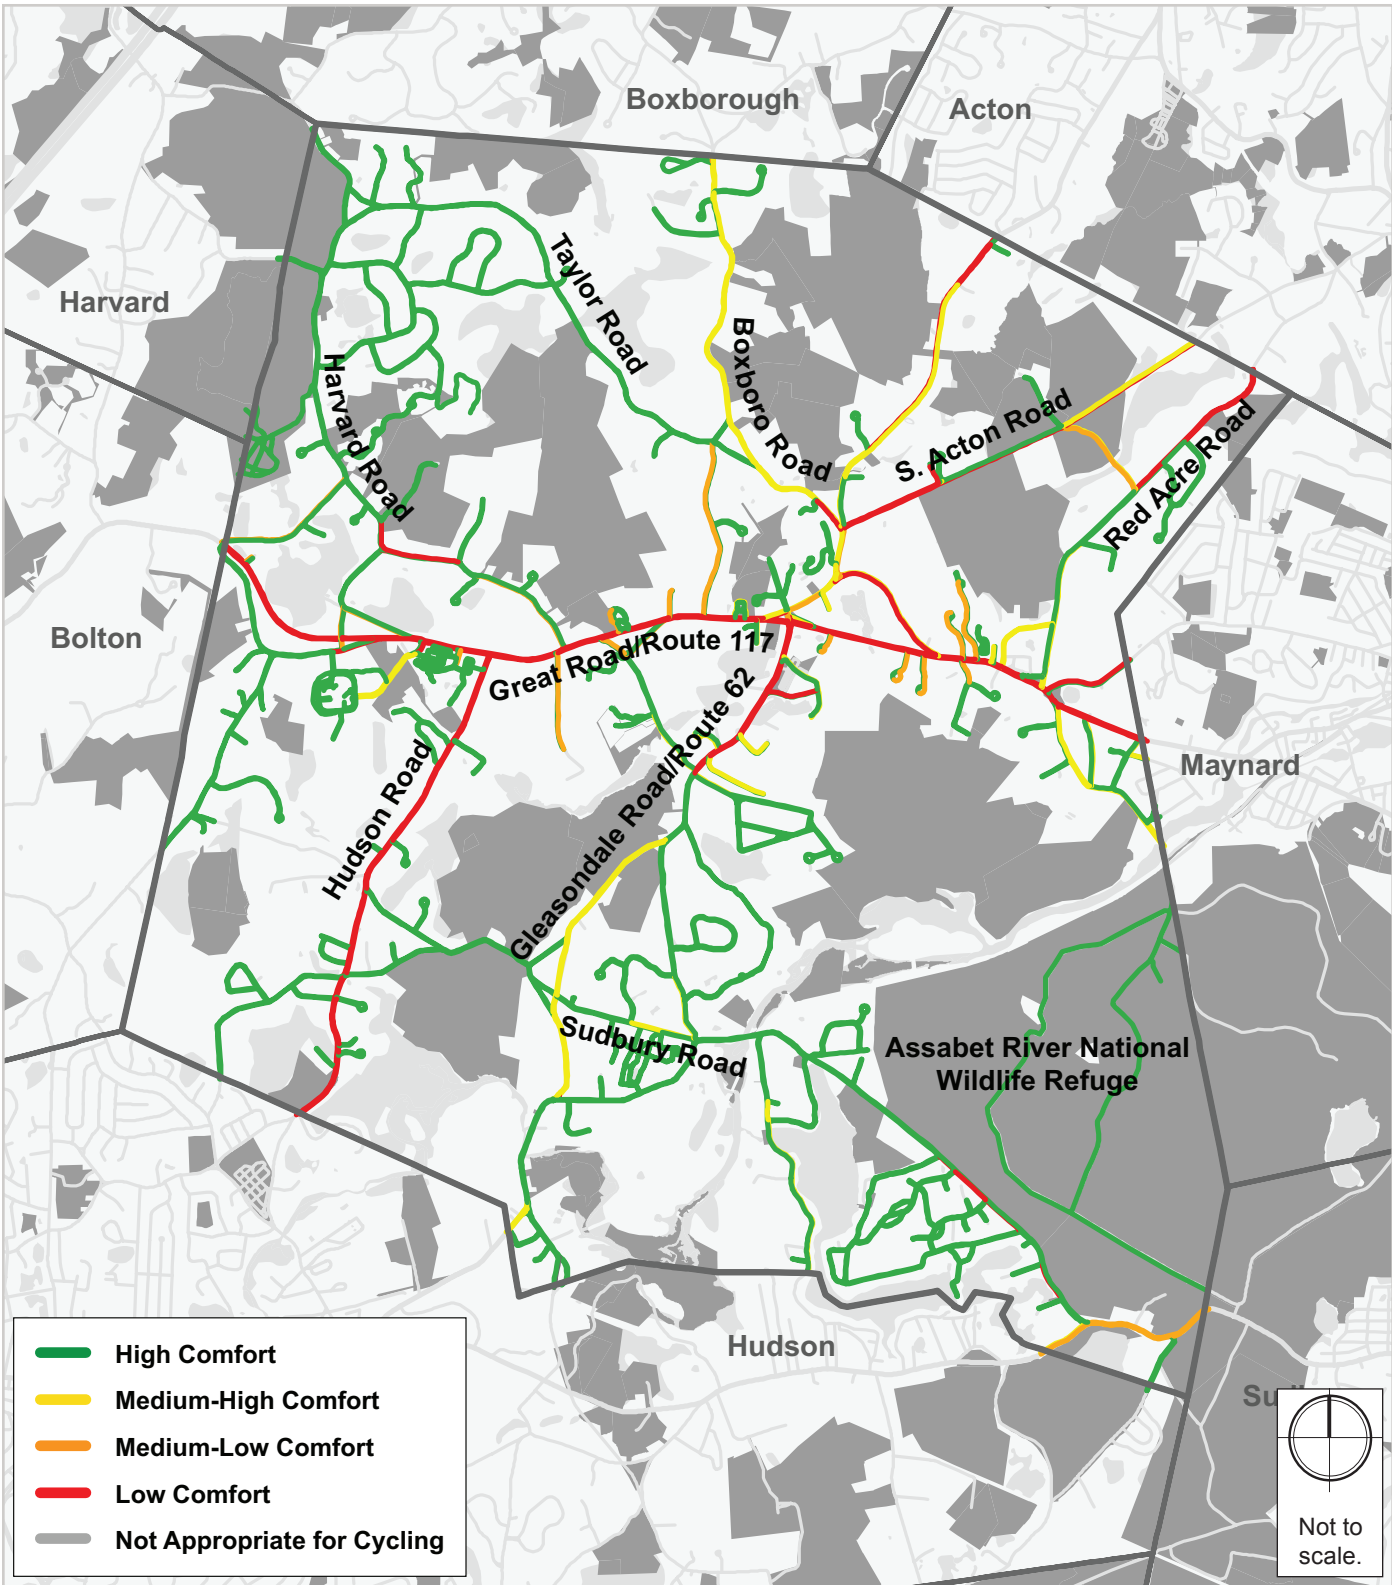 Boxborough
Acton
Harvard
Taylor Road
Boxboro Road
Harvard Road
S. Acton Road
Red Acre Road
Bolton
Great Road/Route 117
Gleasondale Road/Route 62
Hudson Road
Maynard
Sudbury Road
Assabet River National
Wildlife Refuge
Hudson
High Comfort
Medium-High Comfort
Medium-Low Comfort
Low Comfort
Not Appropriate for Cycling
Not to
scale.